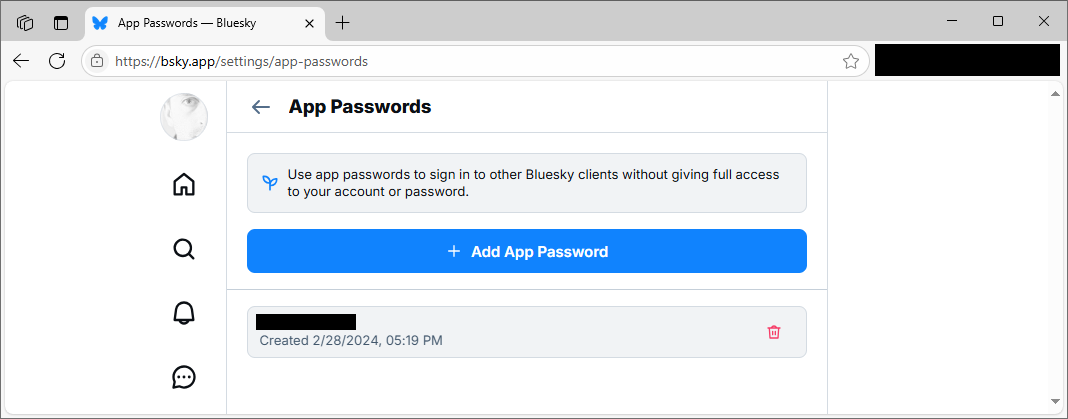 App Passwords — Bluesky
https://bsky.app/settings/app-passwords
App Passwords
Use app passwords to sign in to other Bluesky clients without giving full access
to your account or password.
+ Add App Password
Created 2/28/2024, 05:19 PM